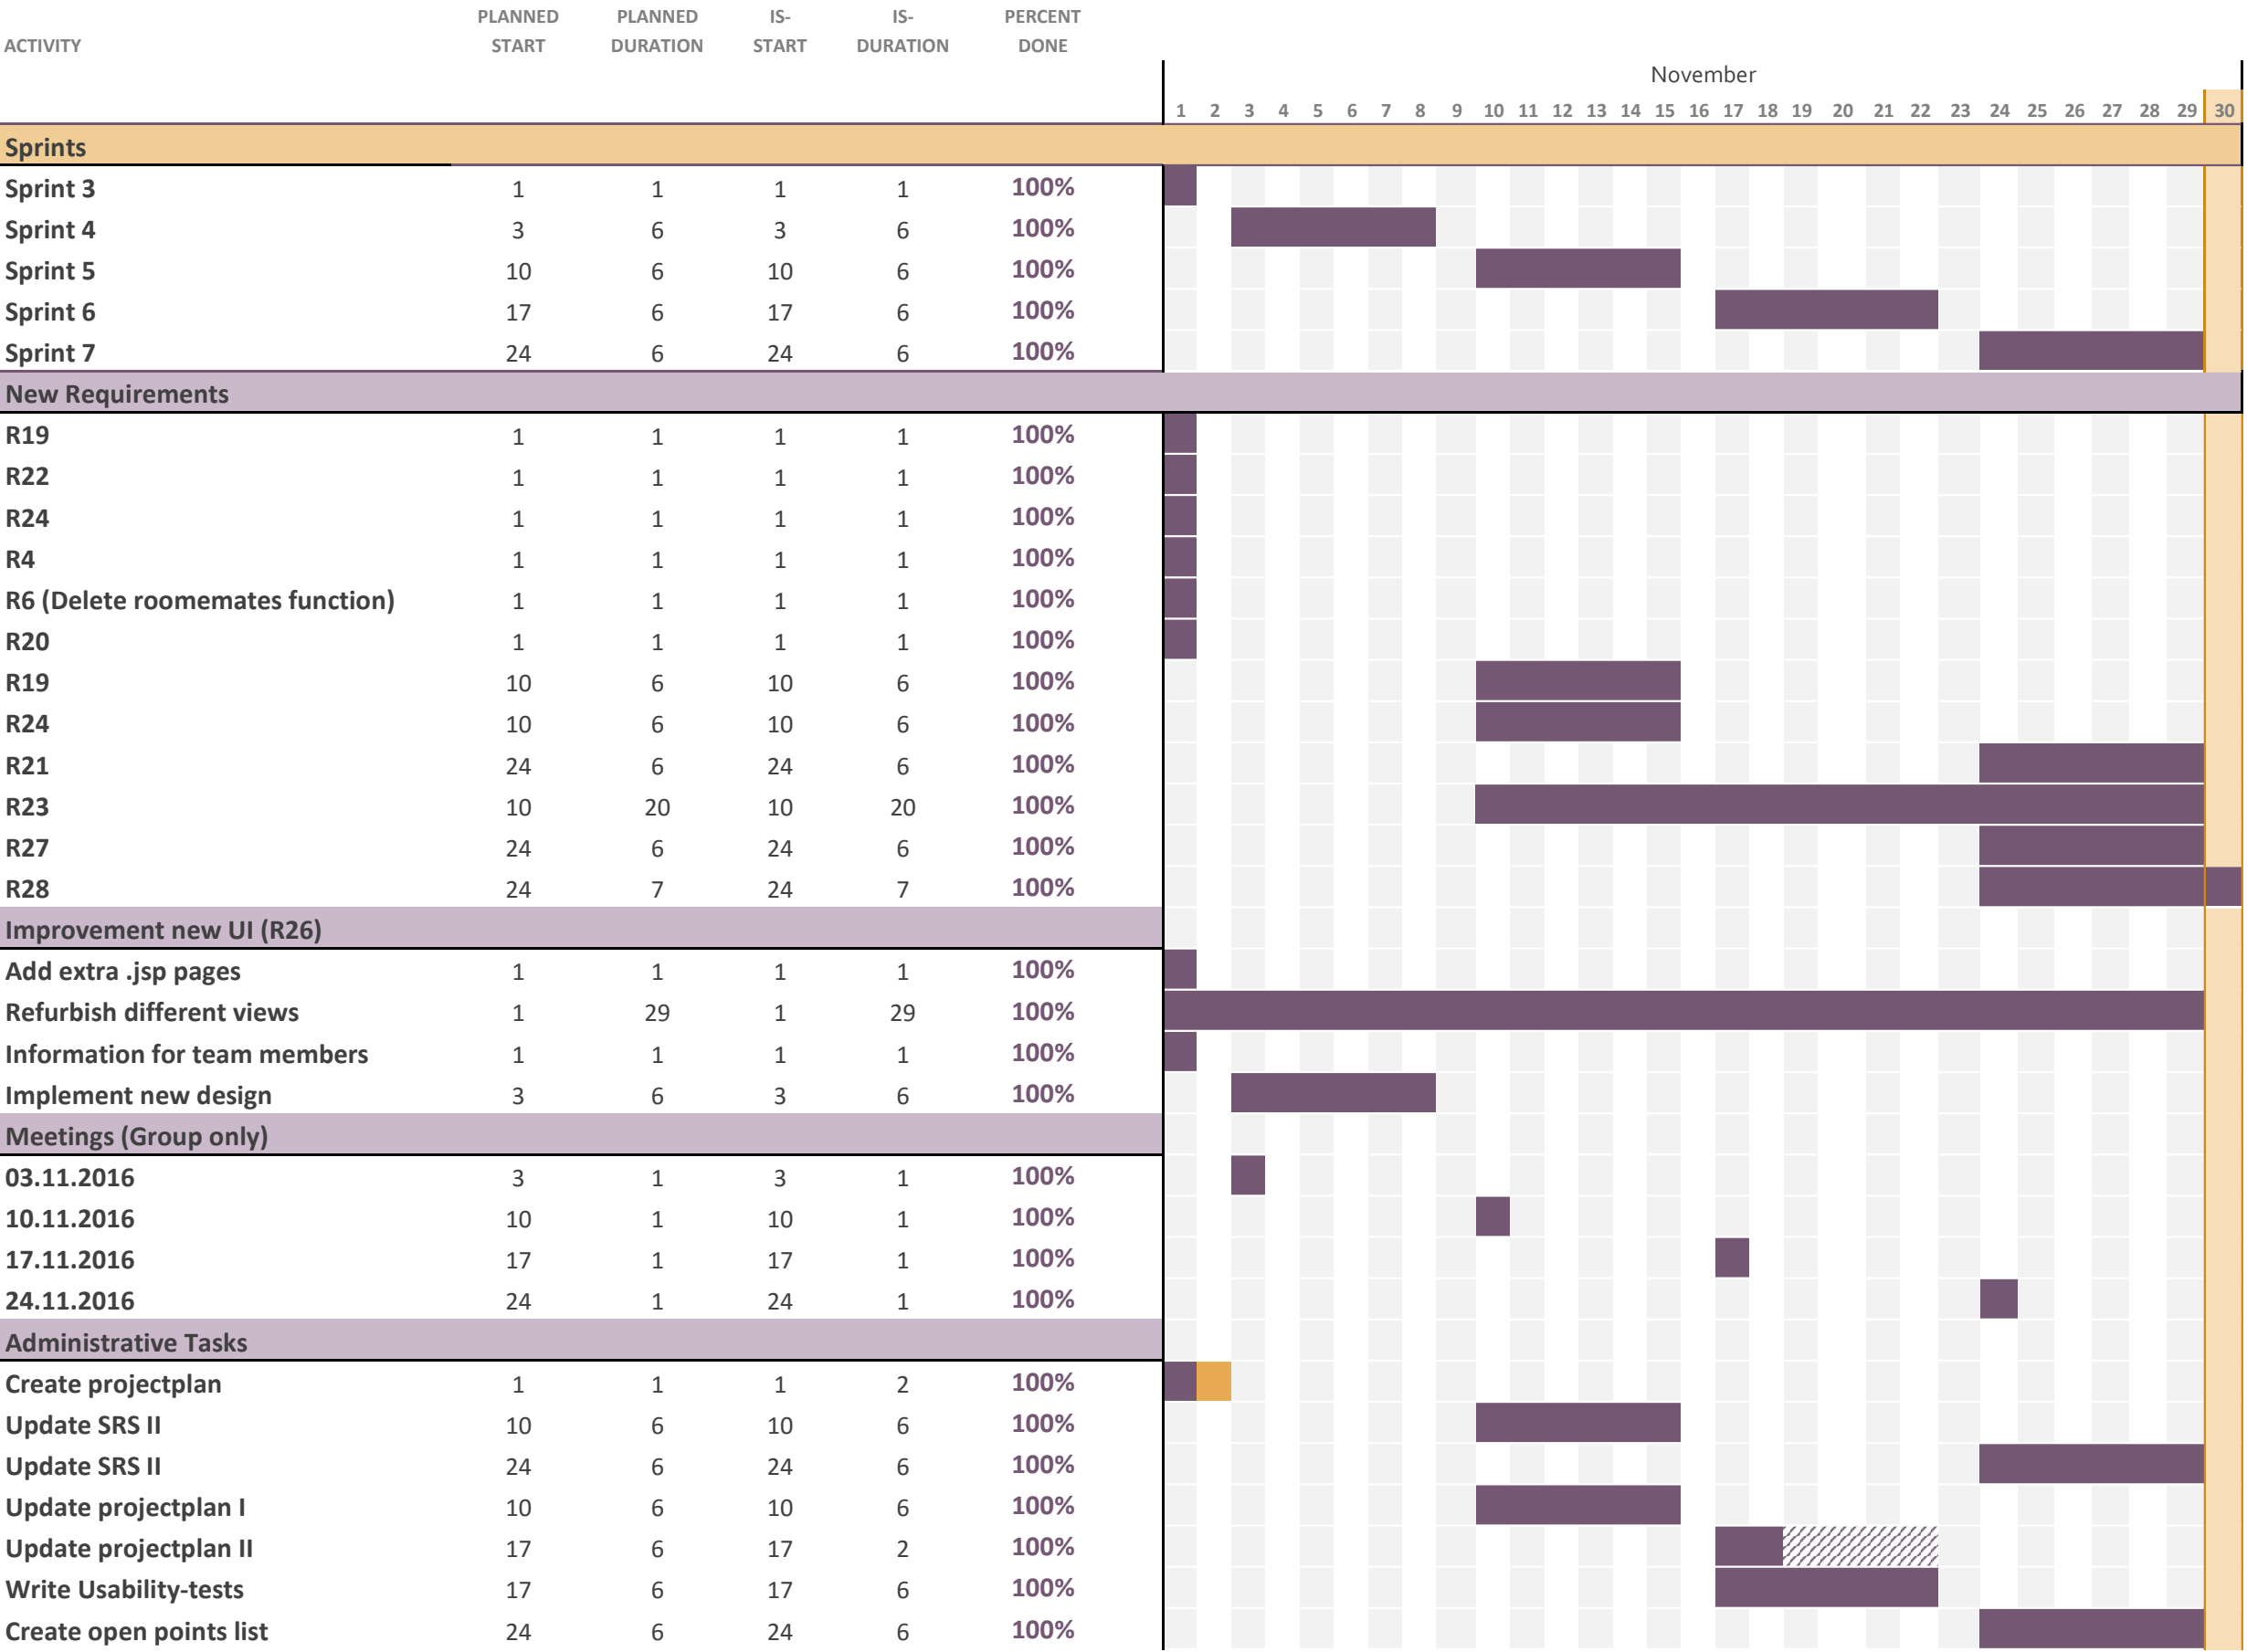 PLANNED PLANNED IS- IS- PERCENT
ACTIVITY START DURATION START DURATION DONE
November
1 2 3 4 5 6 7 8 9 10 11 12 13 14 15 16 17 18 19 20 21 22 23 24 25 26 27 28 29 30
Sprints
Sprint 3 1 1 1 1 100%
Sprint 4 3 6 3 6 100%
Sprint 5 10 6 10 6 100%
Sprint 6 17 6 17 6 100%
Sprint 7 24 6 24 6 100%
New Requirements
R19 1 1 1 1 100%
R22 1 1 1 1 100%
R24 1 1 1 1 100%
R4 1 1 1 1 100%
R6 (Delete roomemates function) 1 1 1 1 100%
R20 1 1 1 1 100%
R19 10 6 10 6 100%
R24 10 6 10 6 100%
R21 24 6 24 6 100%
R23 10 20 10 20 100%
R27 24 6 24 6 100%
R28 24 7 24 7 100%
Improvement new UI (R26)
Add extra .jsp pages 1 1 1 1 100%
Refurbish different views 1 29 1 29 100%
Information for team members 1 1 1 1 100%
Implement new design 3 6 3 6 100%
Meetings (Group only)
03.11.2016 3 1 3 1 100%
10.11.2016 10 1 10 1 100%
17.11.2016 17 1 17 1 100%
24.11.2016 24 1 24 1 100%
Administrative Tasks
Create projectplan 1 1 1 2 100%
Update SRS II 10 6 10 6 100%
Update SRS II 24 6 24 6 100%
Update projectplan I 10 6 10 6 100%
Update projectplan II 17 6 17 2 100%
Write Usability-tests 17 6 17 6 100%
Create open points list 24 6 24 6 100%